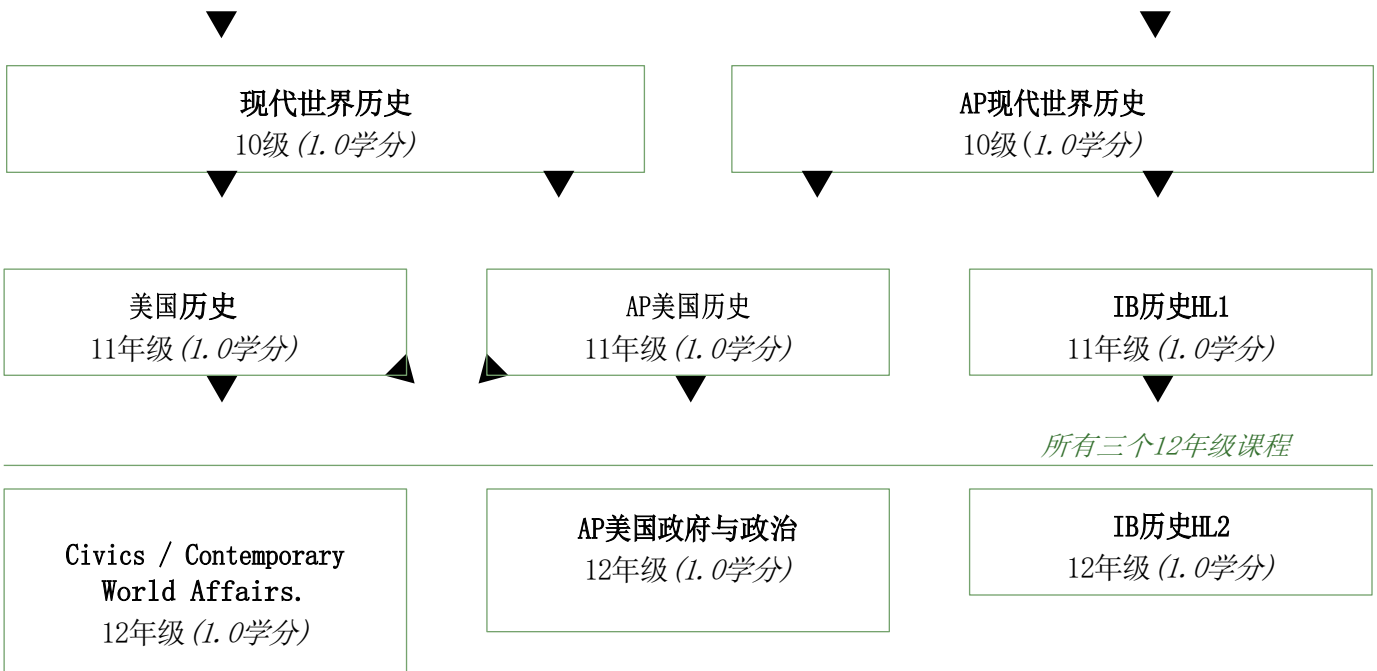 现代世界历史
10级(1.0学分)
AP现代世界历史
10级(1.0学分)
美国历史
11年级(1.0学分)
AP美国历史
11年级(1.0学分)
IB历史HL1
11年级(1.0学分)
所有三个12年级课程
Civics / Contemporary
World Affairs.
12年级(1.0学分)
AP美国政府与政治
12年级(1.0学分)
IB历史HL2
12年级(1.0学分)